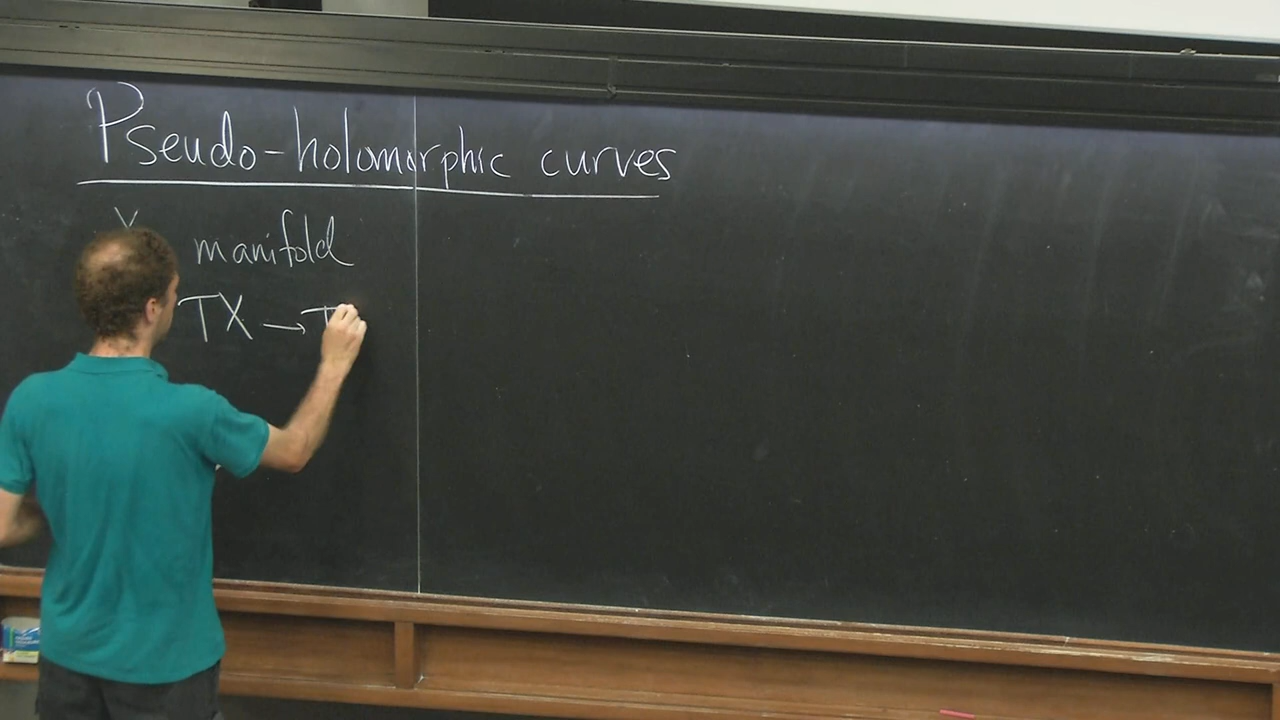 Pseudo-holomorphic curves
X manifold
TX → T